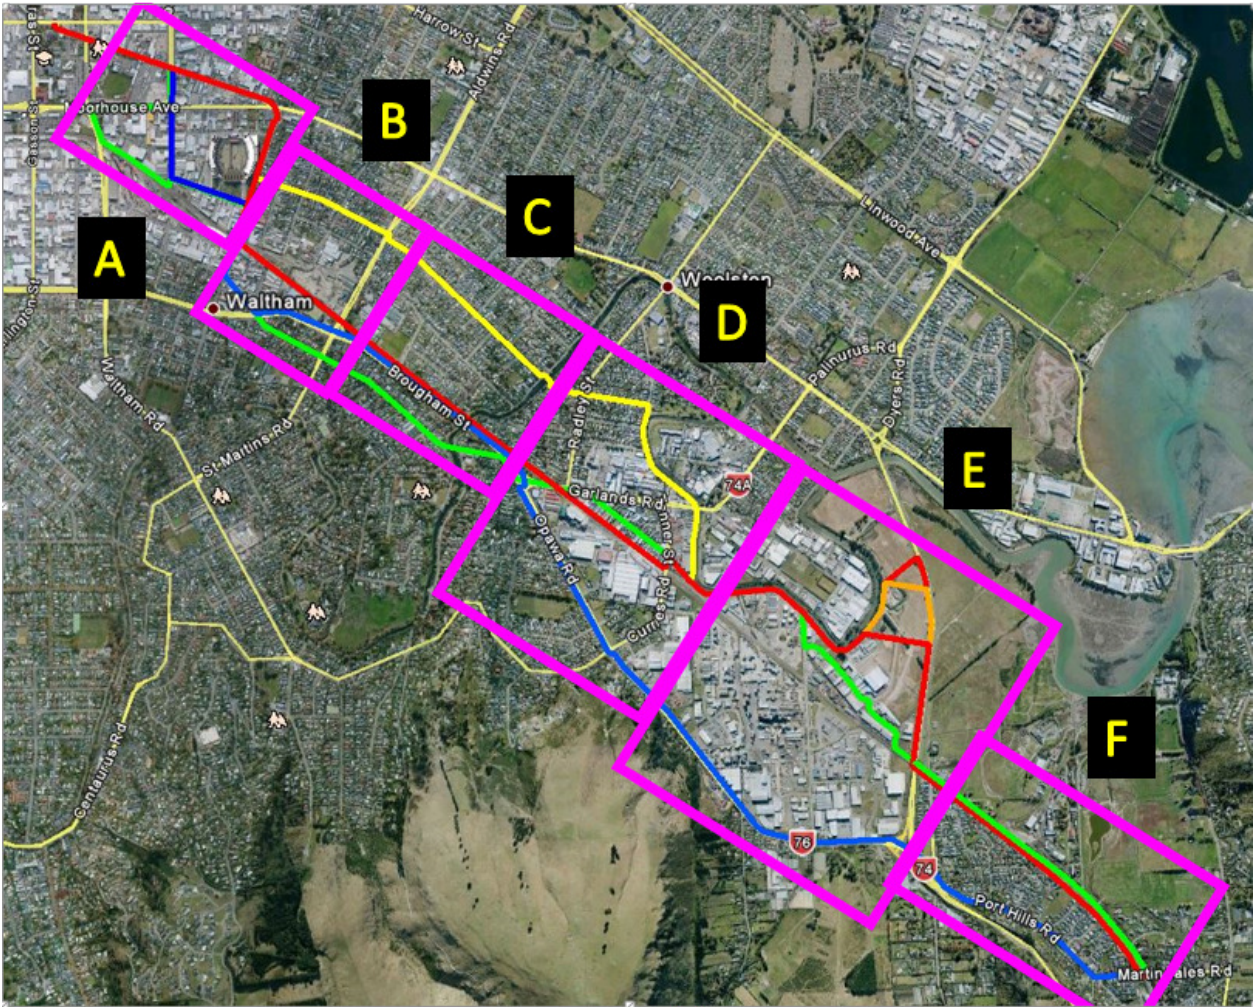 Harrow St
Aldwins Rd
Moorhouse Ave
Gasson St
B
C
Linwood Ave
A
Woolston
Waltham
D
Palinurus Rd
Dyers Rd
Waltham Rd
Brougham St
Radley St
St Martins Rd
E
74A
Garlands Rd
Opawa Rd
Curries Rd
F
Centaurus Rd
76
74
Port Hills Rd
Martindales Rd